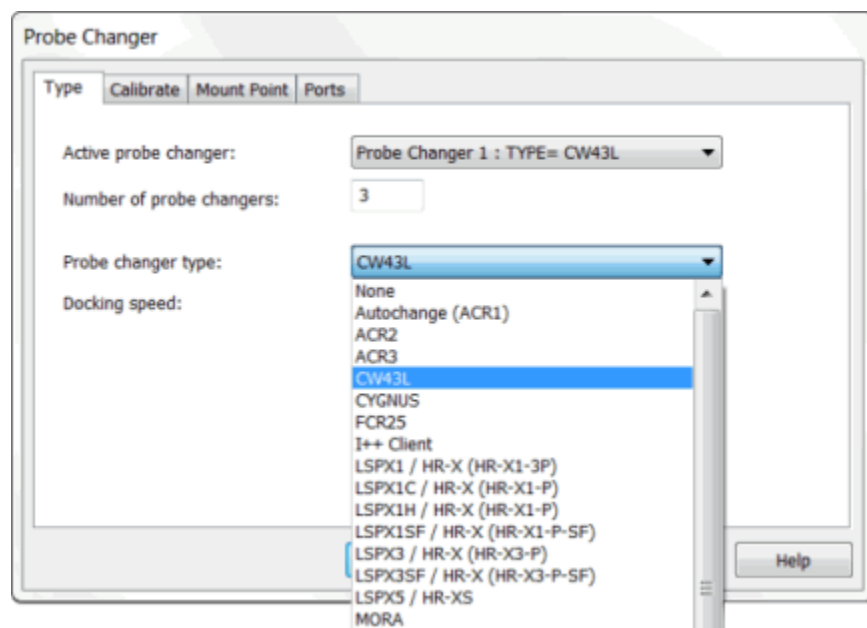 Probe Changer
Type Calibrate Mount Point Ports
Active probe changer: Probe Changer 1 : TYPE= CW43L
Number of probe changers: 3
Probe changer type: CW43L
Docking speed:
None
Autochange (ACR1)
ACR2
ACR3
CW43L
CYGNUS
FCR25
I++ Client
LSPX1 / HR-X (HR-X1-3P)
LSPX1C / HR-X (HR-X1-P)
LSPX1H / HR-X (HR-X1-P)
LSPX1SF / HR-X (HR-X1-P-SF)
LSPX3 / HR-X (HR-X3-P)
LSPX3SF / HR-X (HR-X3-P-SF)
LSPX5 / HR-XS
MORA
Help